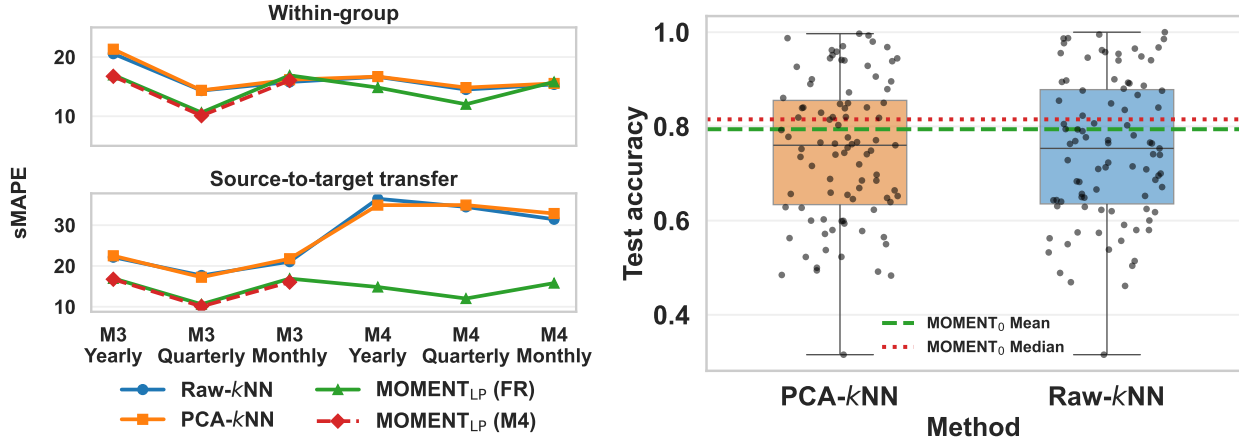 Within-group
20
10
Source-to-target transfer
30
20
10
sMAPE
M3 Yearly
M3 Quarterly
M3 Monthly
M4 Yearly
M4 Quarterly
M4 Monthly
Raw-kNN
PCA-kNN
MOMENT_LP (FR)
MOMENT_LP (M4)
1.0
0.8
0.6
0.4
Test accuracy
MOMENT₀ Mean
MOMENT₀ Median
PCA-kNN
Raw-kNN
Method